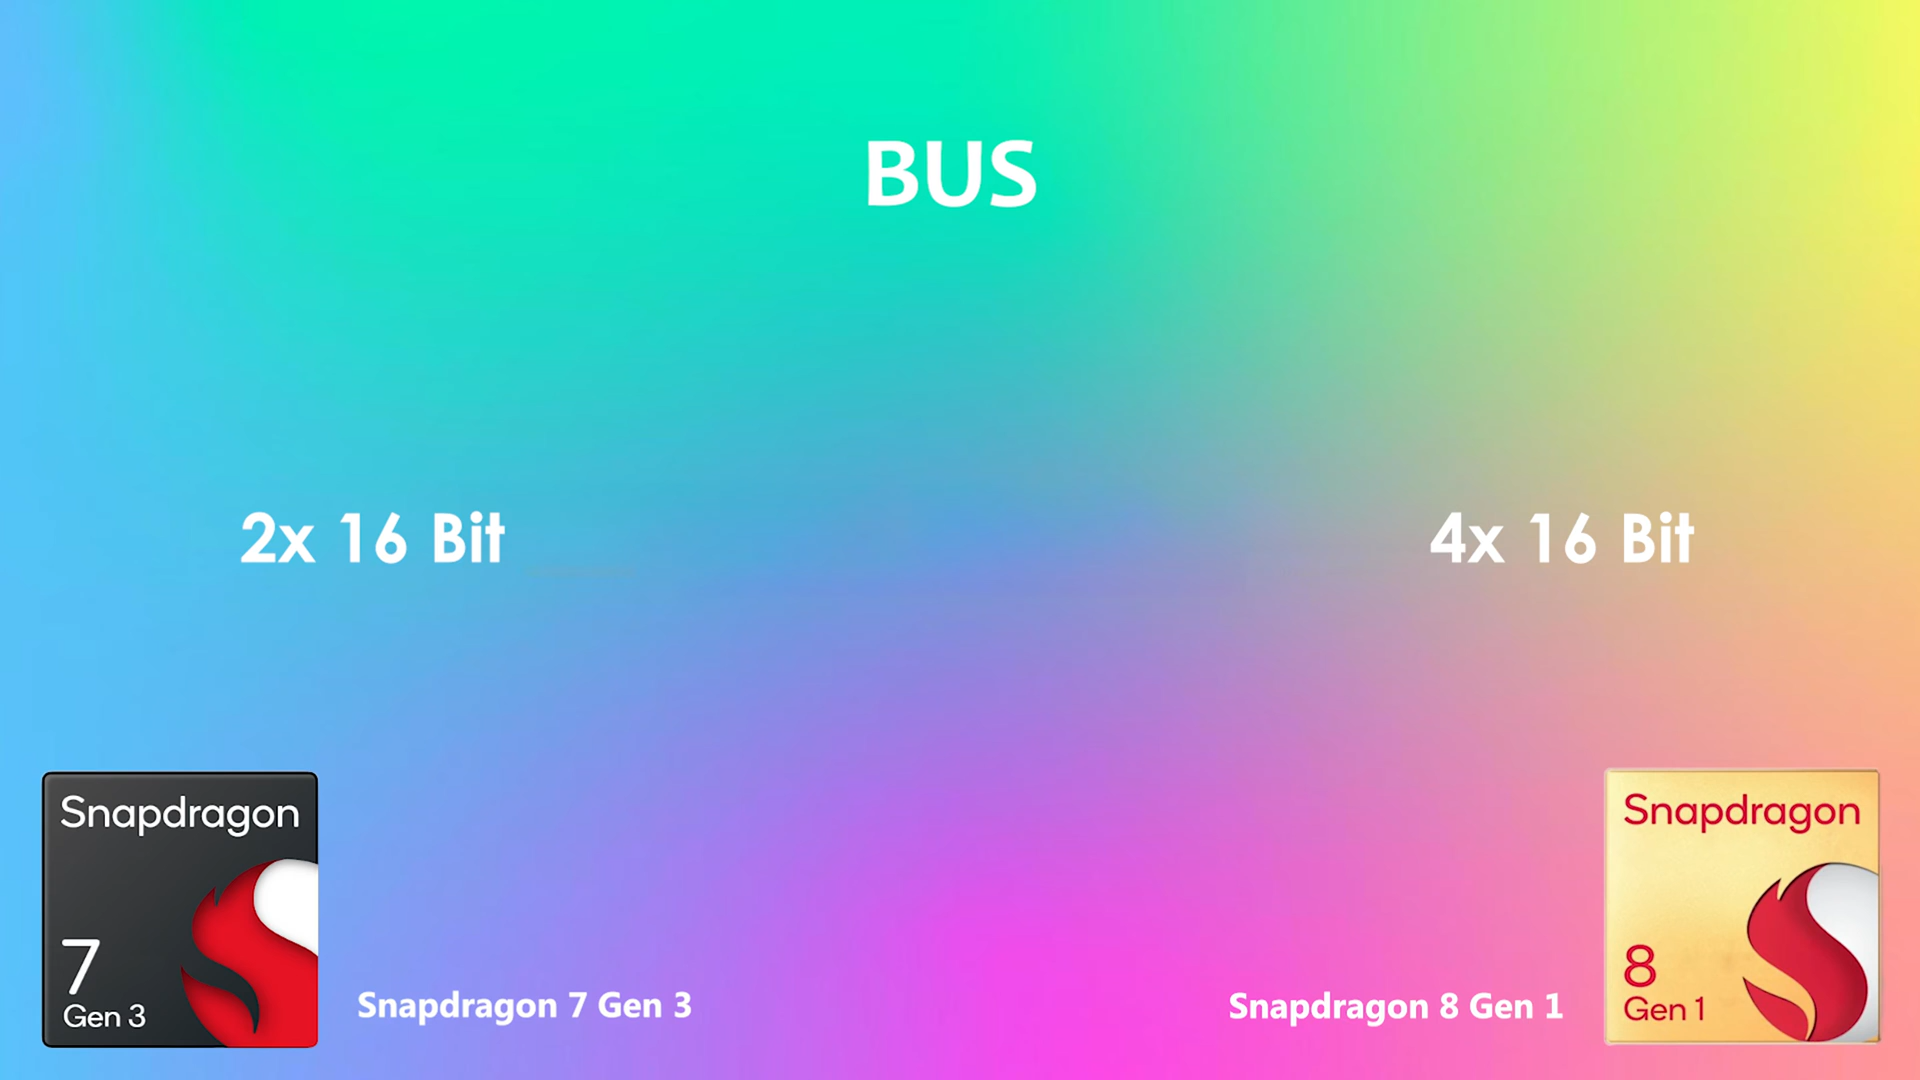 BUS
2x 16 Bit
4x 16 Bit
Snapdragon
7
Gen 3
Snapdragon 7 Gen 3
Snapdragon 8 Gen 1
Snapdragon
8
Gen 1